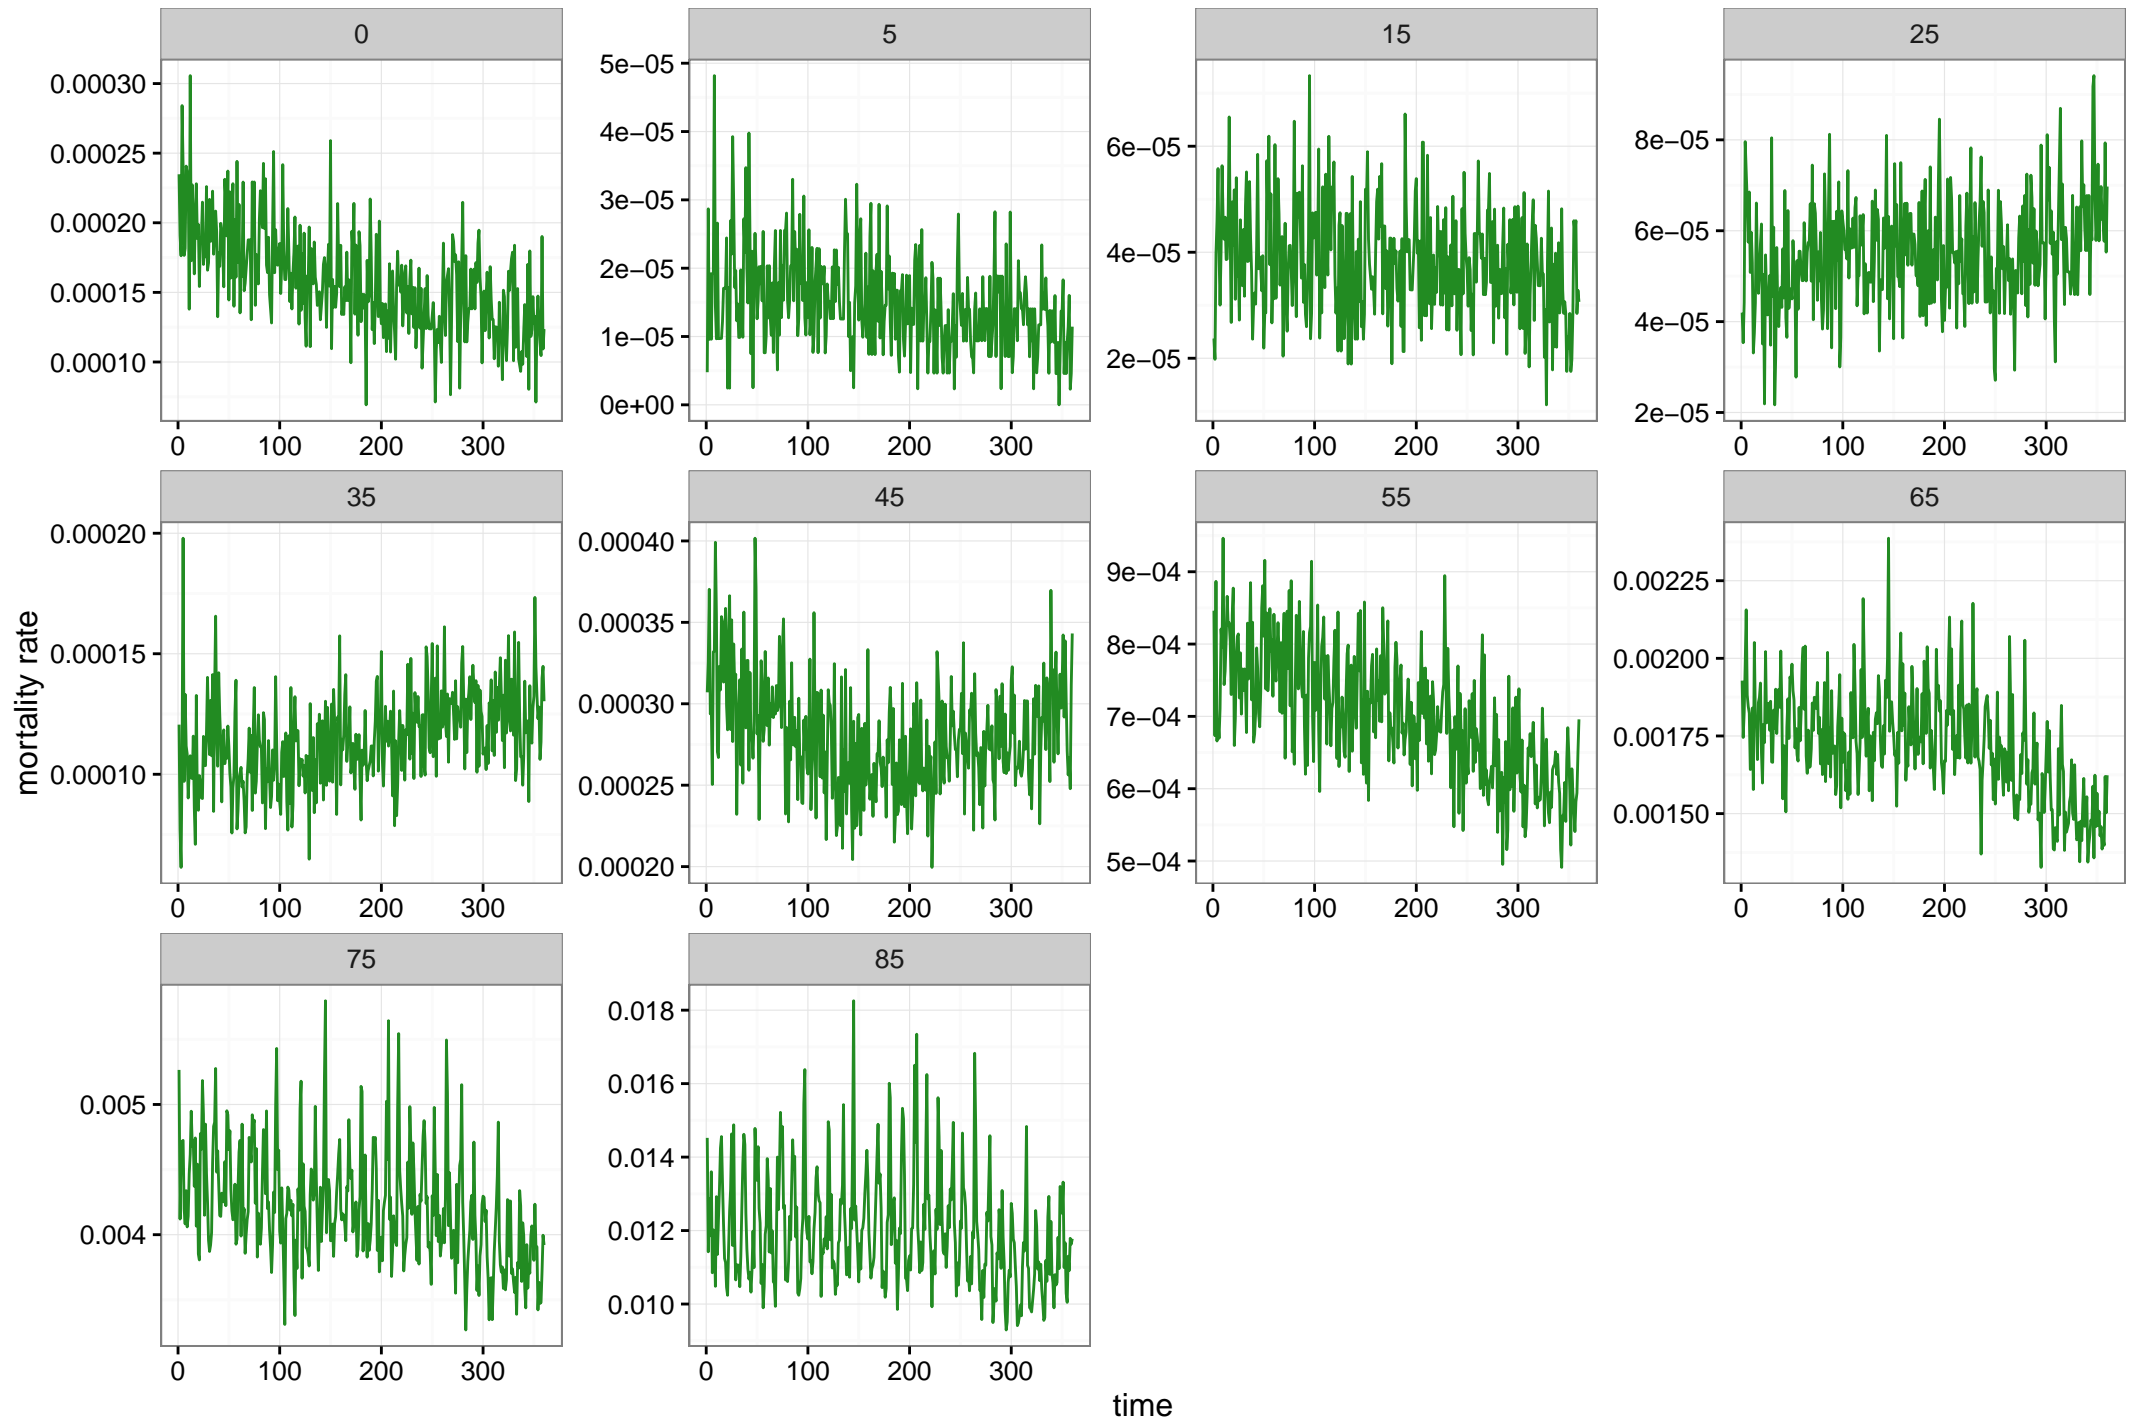 0
5
15
25
0.00030
0.00025
0.00020
0.00015
0.00010
5e−05
4e−05
3e−05
2e−05
1e−05
0e+00
6e−05
4e−05
2e−05
8e−05
6e−05
4e−05
2e−05
0 100 200 300
0 100 200 300
0 100 200 300
0 100 200 300
35
45
55
65
mortality rate
0.00020
0.00015
0.00010
0.00040
0.00035
0.00030
0.00025
0.00020
9e−04
8e−04
7e−04
6e−04
5e−04
0.00225
0.00200
0.00175
0.00150
0 100 200 300
0 100 200 300
0 100 200 300
0 100 200 300
75
85
0.005
0.004
0.018
0.016
0.014
0.012
0.010
0 100 200 300
0 100 200 300
time